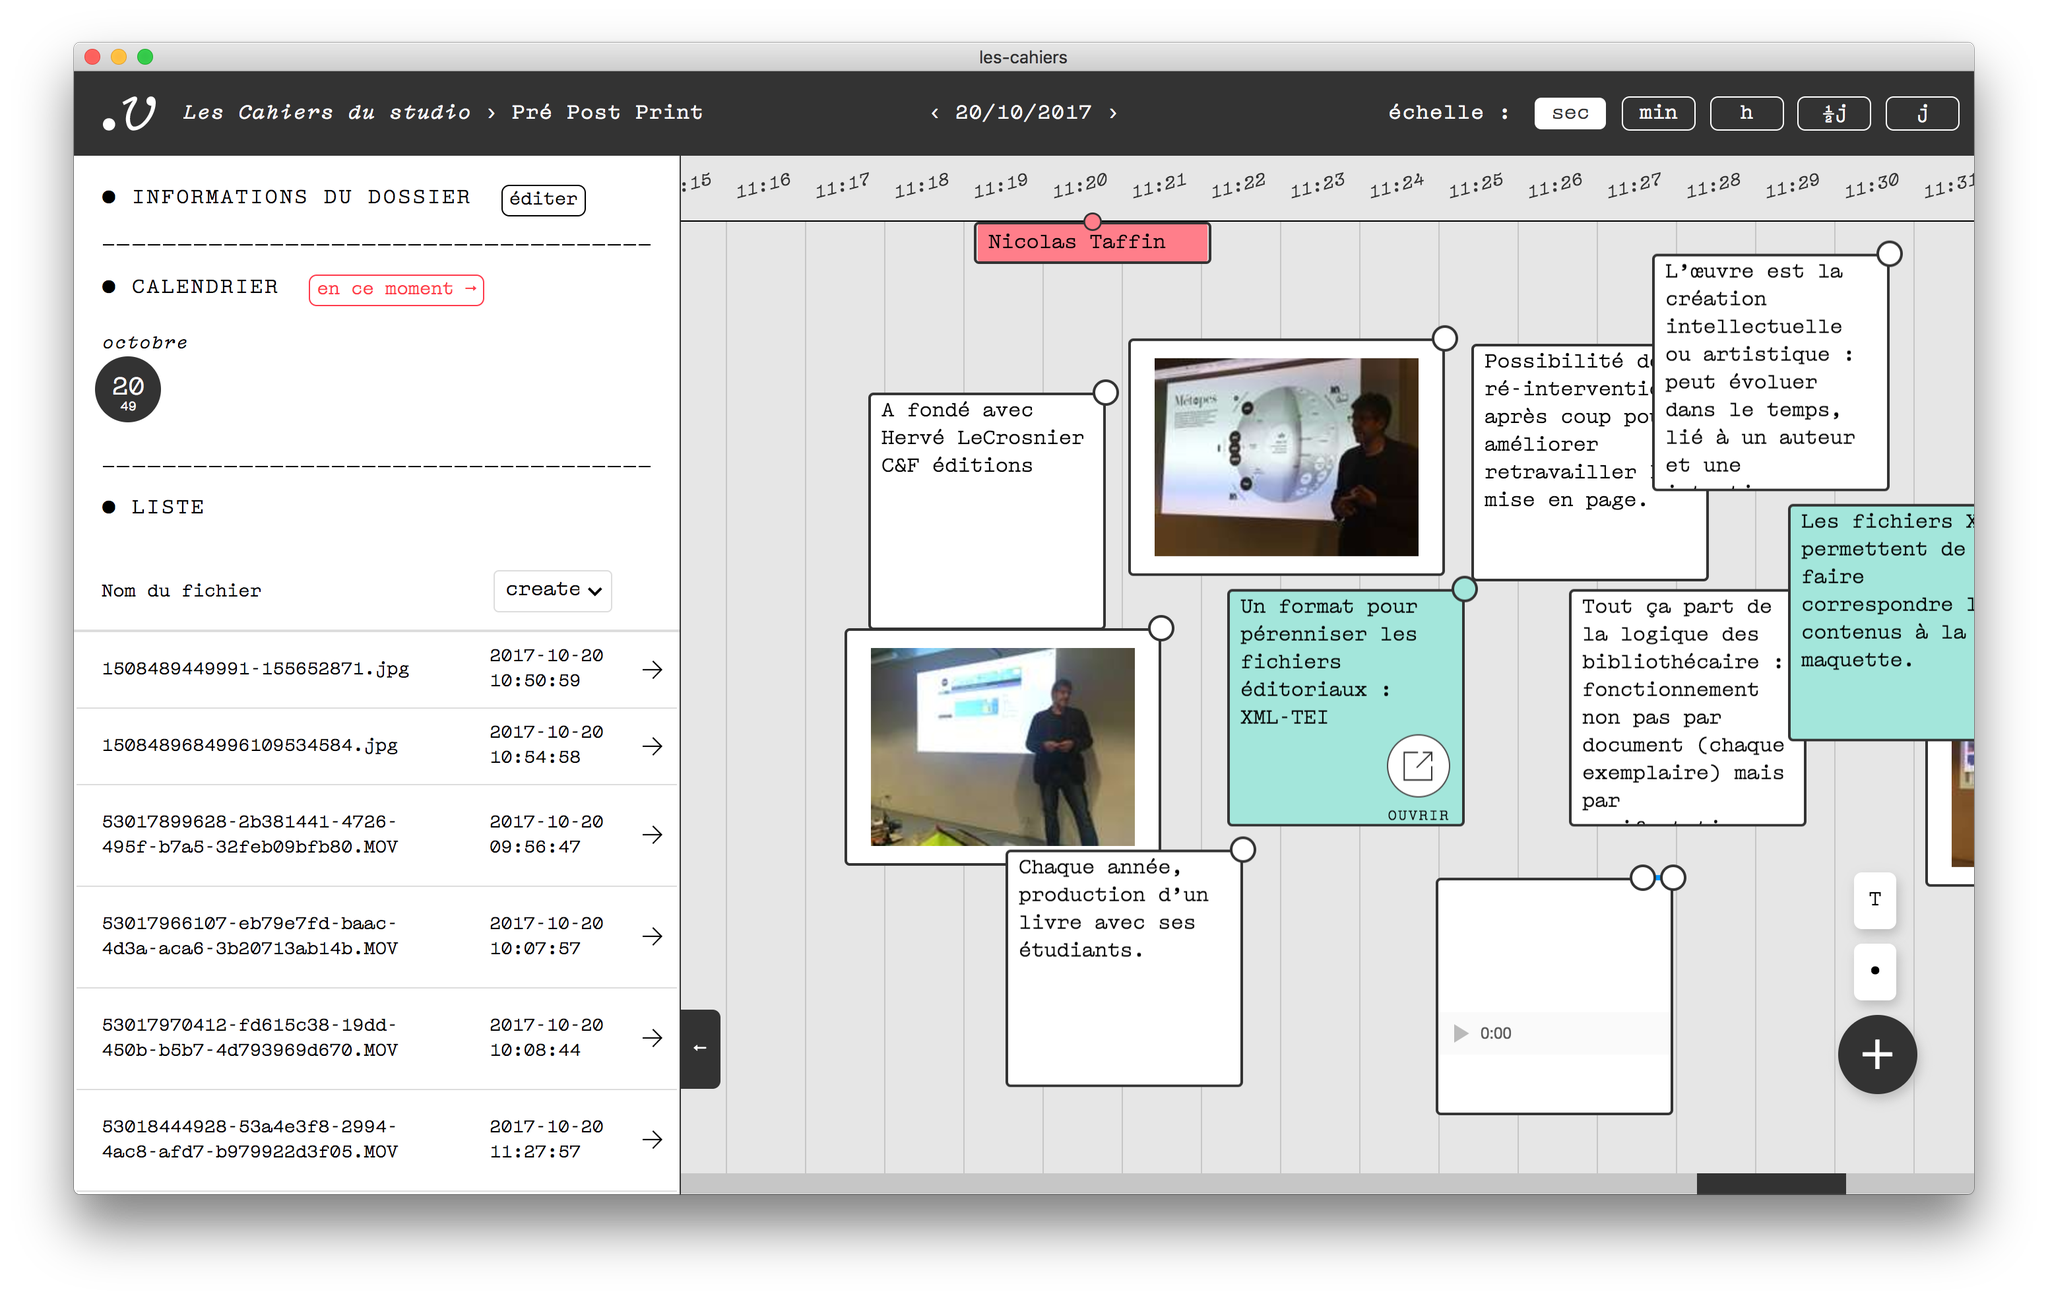 les-cahiers
.v Les Cahiers du studio › Pré Post Print
‹ 20/10/2017 ›
échelle : sec min h ½j j
INFORMATIONS DU DOSSIER éditer
CALENDRIER en ce moment →
octobre
20
49
LISTE
Nom du fichier create
1508489449991-155652871.jpg
2017-10-20
10:50:59
1508489684996109534584.jpg
2017-10-20
10:54:58
53017899628-2b381441-4726-
495f-b7a5-32feb09bfb80.MOV
2017-10-20
09:56:47
53017966107-eb79e7fd-baac-
4d3a-aca6-3b20713ab14b.MOV
2017-10-20
10:07:57
53017970412-fd615c38-19dd-
450b-b5b7-4d793969d670.MOV
2017-10-20
10:08:44
53018444928-53a4e3f8-2994-
4ac8-afd7-b979922d3f05.MOV
2017-10-20
11:27:57
:15 11:16 11:17 11:18 11:19 11:20 11:21 11:22 11:23 11:24 11:25 11:26 11:27 11:28 11:29 11:30 11:31
Nicolas Taffin
A fondé avec
Hervé LeCrosnier
C&F éditions
Métopes
Possibilité de
ré-interventi
après coup pou
améliorer
retravailler
mise en page.
L’œuvre est la
création
intellectuelle
ou artistique :
peut évoluer
dans le temps,
lié à un auteur
et une
Un format pour
pérenniser les
fichiers
éditoriaux :
XML-TEI
OUVRIR
Tout ça part de
la logique des
bibliothécaire :
fonctionnement
non pas par
document (chaque
exemplaire) mais
par
Les fichiers X
permettent de
faire
correspondre l
contenus à la
maquette.
Chaque année,
production d’un
livre avec ses
étudiants.
0:00
T
←